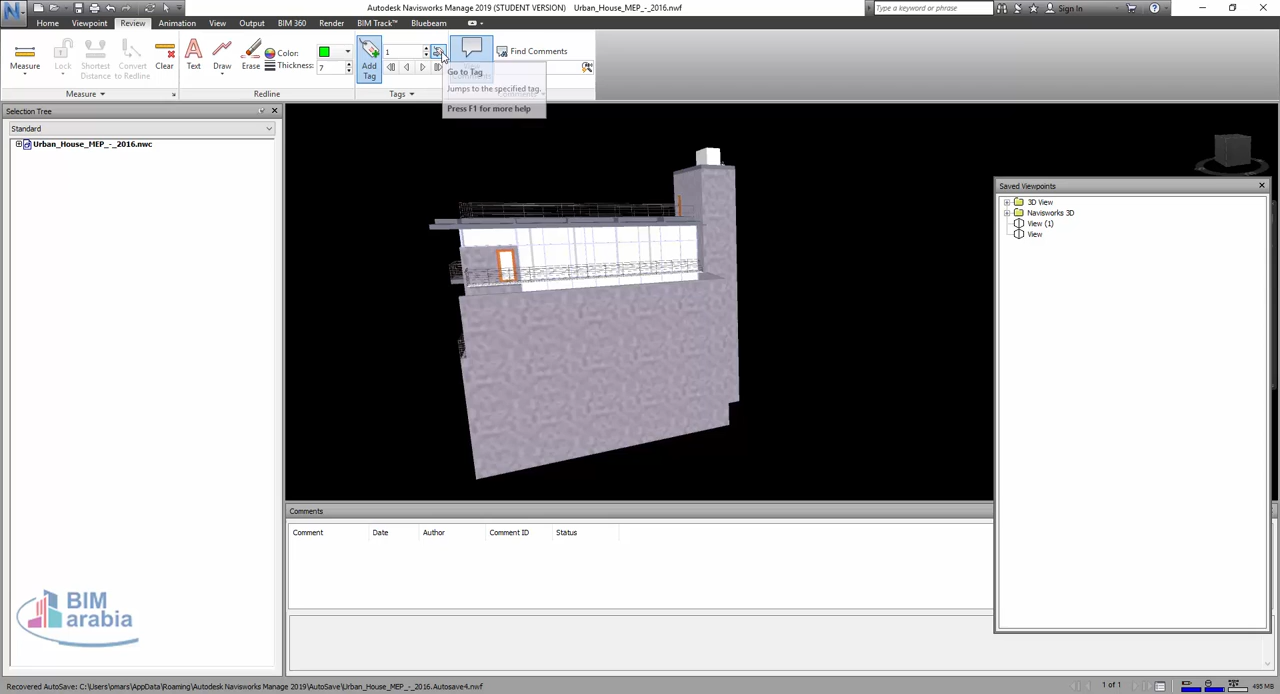 Autodesk Navisworks Manage 2019 (STUDENT VERSION) Urban_House_MEP_-_2016.nwf
Type a keyword or phrase
Sign In
Home Viewpoint Review Animation View Output BIM 360 Render BIM Track™ Bluebeam
Measure
Lock
Shortest Distance
Convert to Redline
Clear
Text
Draw
Erase
Color:
Thickness: 7
Add Tag
1
Find Comments
Measure
Redline
Tags
Go to Tag
Jumps to the specified tag.
Press F1 for more help
Selection Tree
Standard
Urban_House_MEP_-_2016.nwc
Saved Viewpoints
3D View
Navisworks 3D
View (1)
View
Comments
Comment Date Author Comment ID Status
BIM
arabia
Recovered AutoSave: C:\Users\omars\AppData\Roaming\Autodesk Navisworks Manage 2019\AutoSave\Urban_House_MEP_-_2016.Autosave4.nwf
1 of 1
495 MB